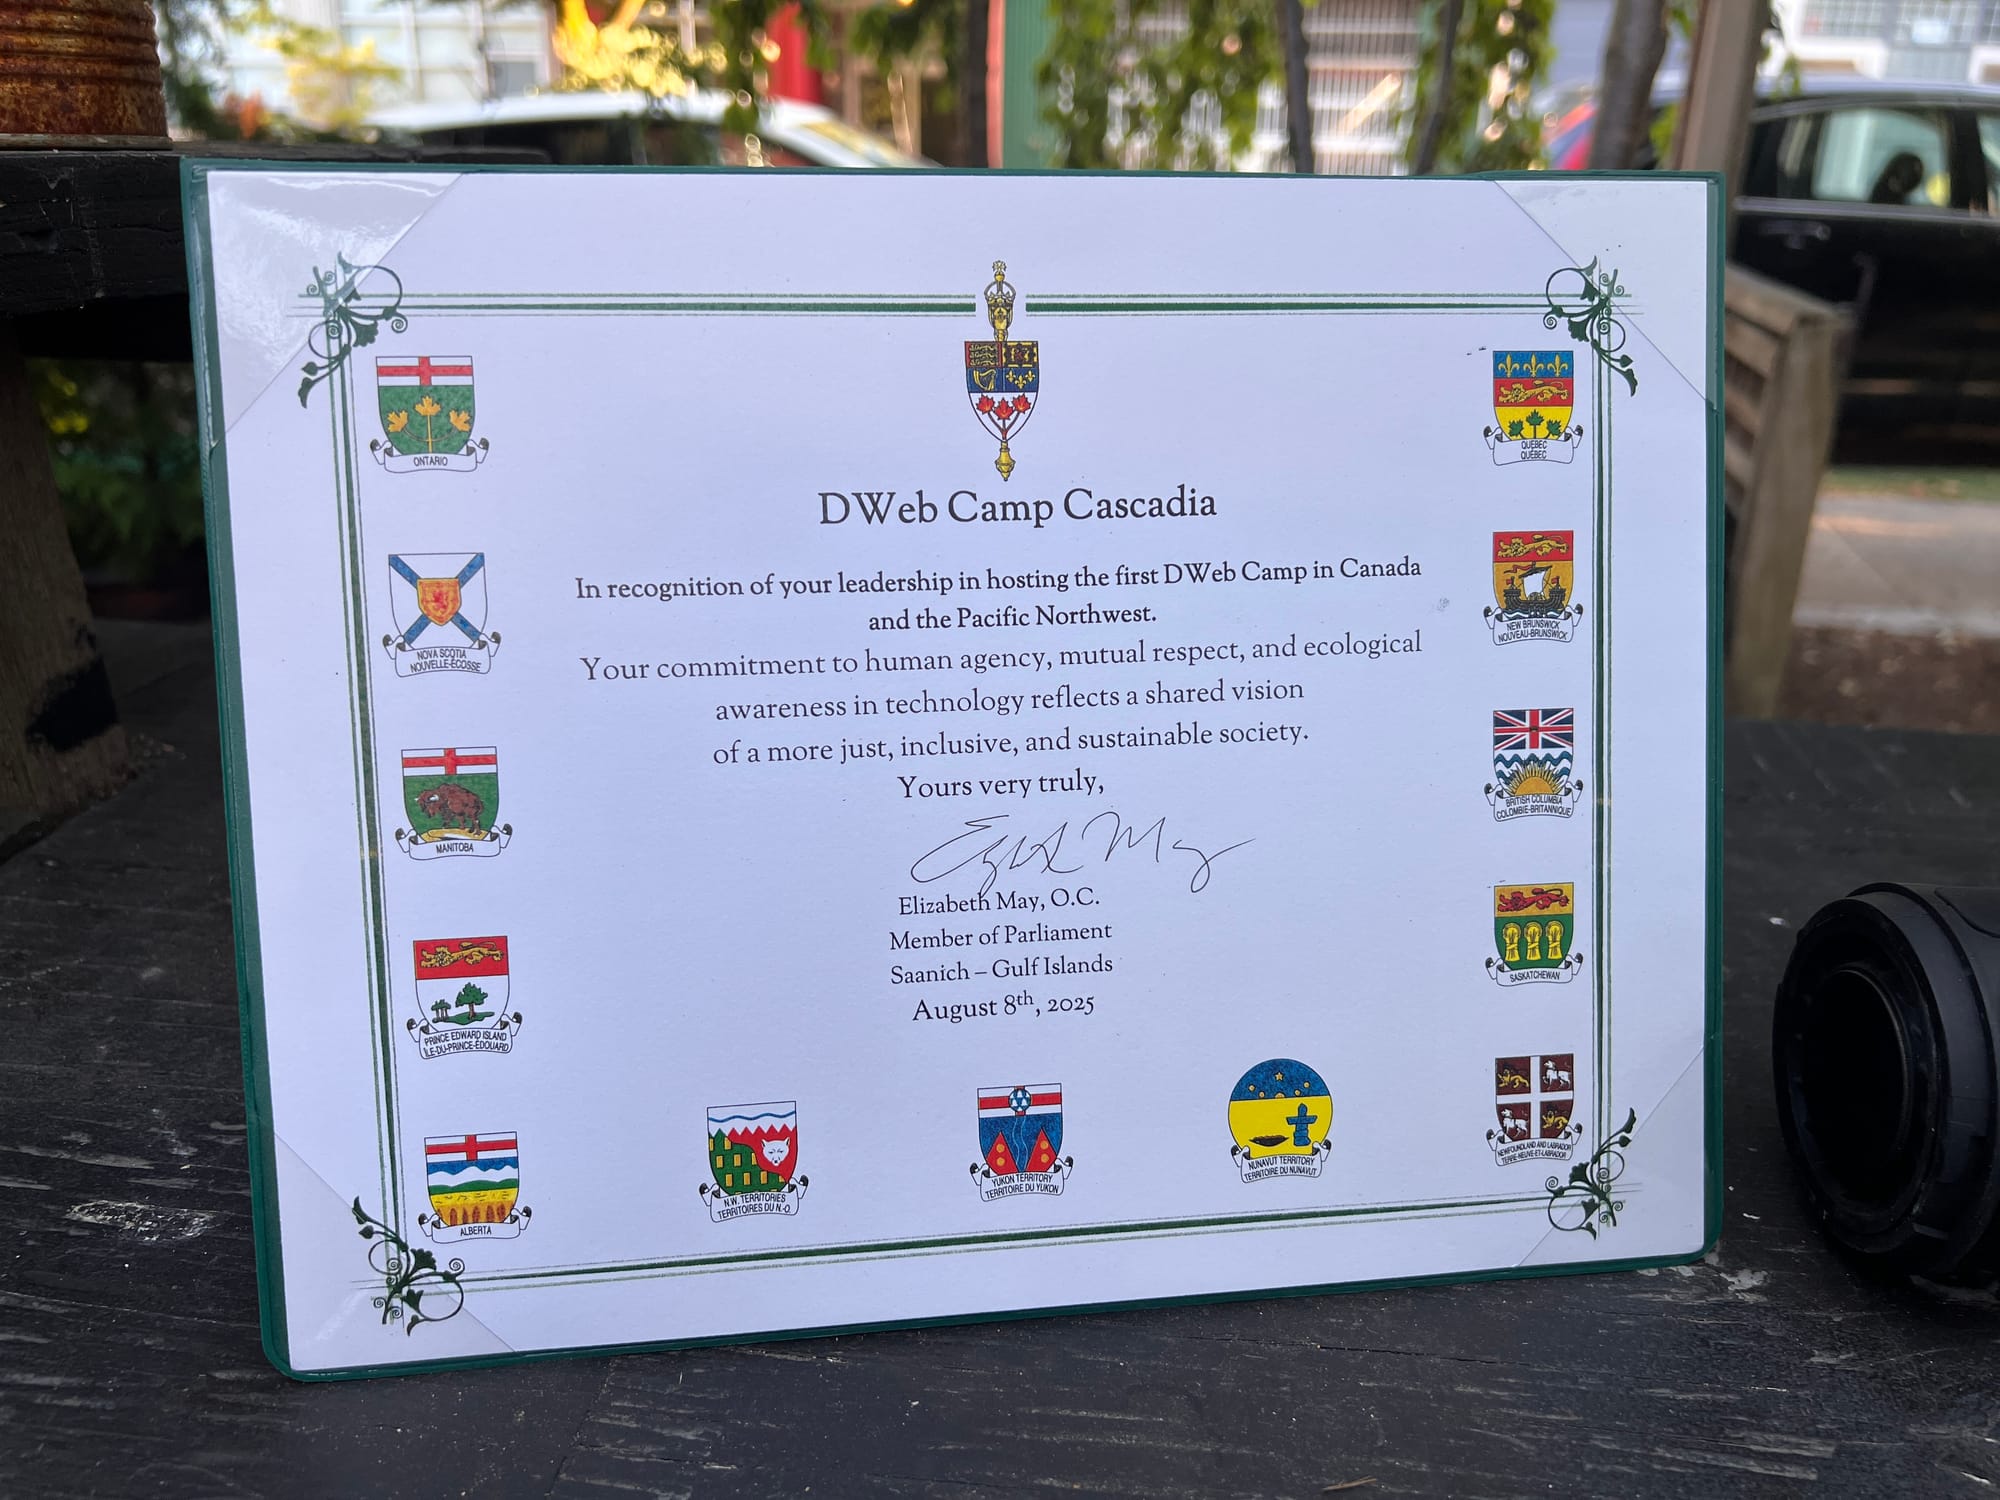 DWeb Camp Cascadia
In recognition of your leadership in hosting the first DWeb Camp in Canada
and the Pacific Northwest.
Your commitment to human agency, mutual respect, and ecological
awareness in technology reflects a shared vision
of a more just, inclusive, and sustainable society.
Yours very truly,
Elizabeth May, O.C.
Member of Parliament
Saanich – Gulf Islands
August 8th, 2025
ONTARIO
NOVA SCOTIA
NOUVELLE-ÉCOSSE
MANITOBA
PRINCE EDWARD ISLAND
ÎLE-DU-PRINCE-ÉDOUARD
ALBERTA
N.W. TERRITORIES
TERRITOIRES DU N.-O.
YUKON TERRITORY
TERRITOIRE DU YUKON
NUNAVUT TERRITORY
TERRITOIRE DU NUNAVUT
QUEBEC
QUÉBEC
NEW BRUNSWICK
NOUVEAU-BRUNSWICK
BRITISH COLUMBIA
COLOMBIE-BRITANNIQUE
SASKATCHEWAN
NEWFOUNDLAND AND LABRADOR
TERRE-NEUVE-ET-LABRADOR